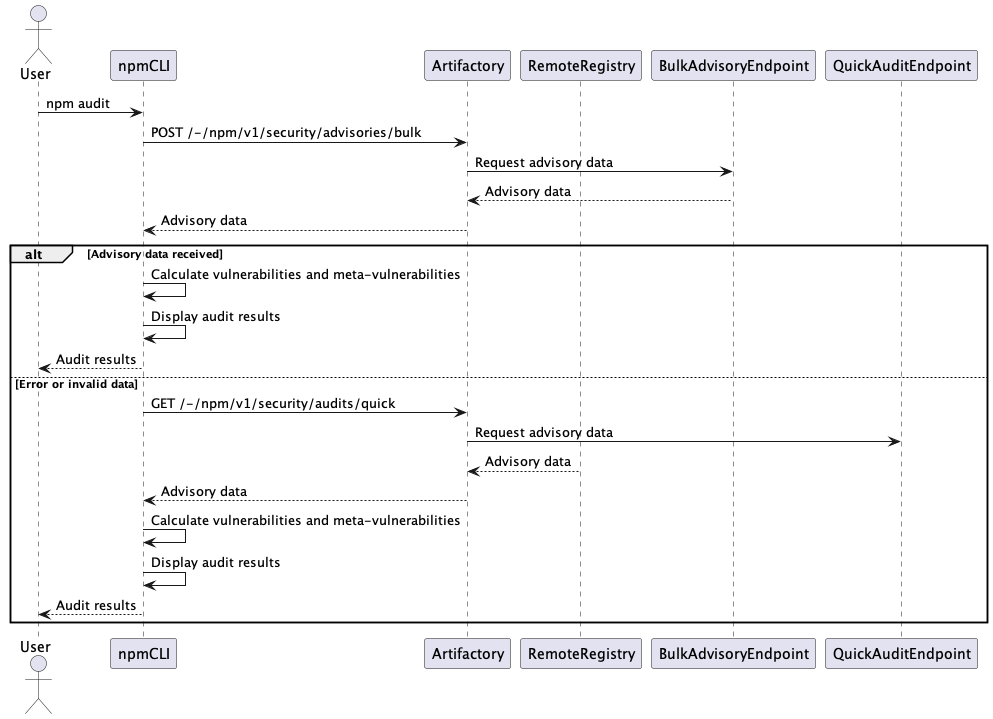 User
npmCLI
Artifactory
RemoteRegistry
BulkAdvisoryEndpoint
QuickAuditEndpoint
npm audit
POST /-/npm/v1/security/advisories/bulk
Request advisory data
Advisory data
Advisory data
alt
[Advisory data received]
Calculate vulnerabilities and meta-vulnerabilities
Display audit results
Audit results
[Error or invalid data]
GET /-/npm/v1/security/audits/quick
Request advisory data
Advisory data
Advisory data
Calculate vulnerabilities and meta-vulnerabilities
Display audit results
Audit results
User
npmCLI
Artifactory
RemoteRegistry
BulkAdvisoryEndpoint
QuickAuditEndpoint